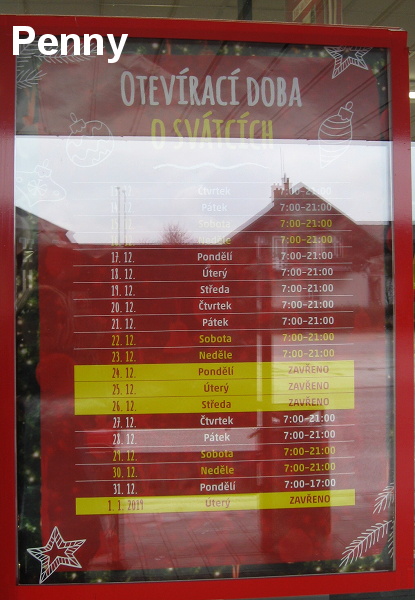 Penny
OTEVÍRACÍ DOBA
O SVÁTCÍCH
Čtvrtek 7:00-21:00
Pátek 7:00-21:00
Sobota 7:00-21:00
Neděle 7:00-21:00
17. 12. Pondělí 7:00-21:00
18. 12. Úterý 7:00-21:00
19. 12. Středa 7:00-21:00
20. 12. Čtvrtek 7:00-21:00
21. 12. Pátek 7:00-21:00
22. 12. Sobota 7:00-21:00
23. 12. Neděle 7:00-21:00
24. 12. Pondělí ZAVŘENO
25. 12. Úterý ZAVŘENO
26. 12. Středa ZAVŘENO
27. 12. Čtvrtek 7:00-21:00
28. 12. Pátek 7:00-21:00
29. 12. Sobota 7:00-21:00
30. 12. Neděle 7:00-21:00
31. 12. Pondělí 7:00-17:00
1. 1. 2019 Úterý ZAVŘENO